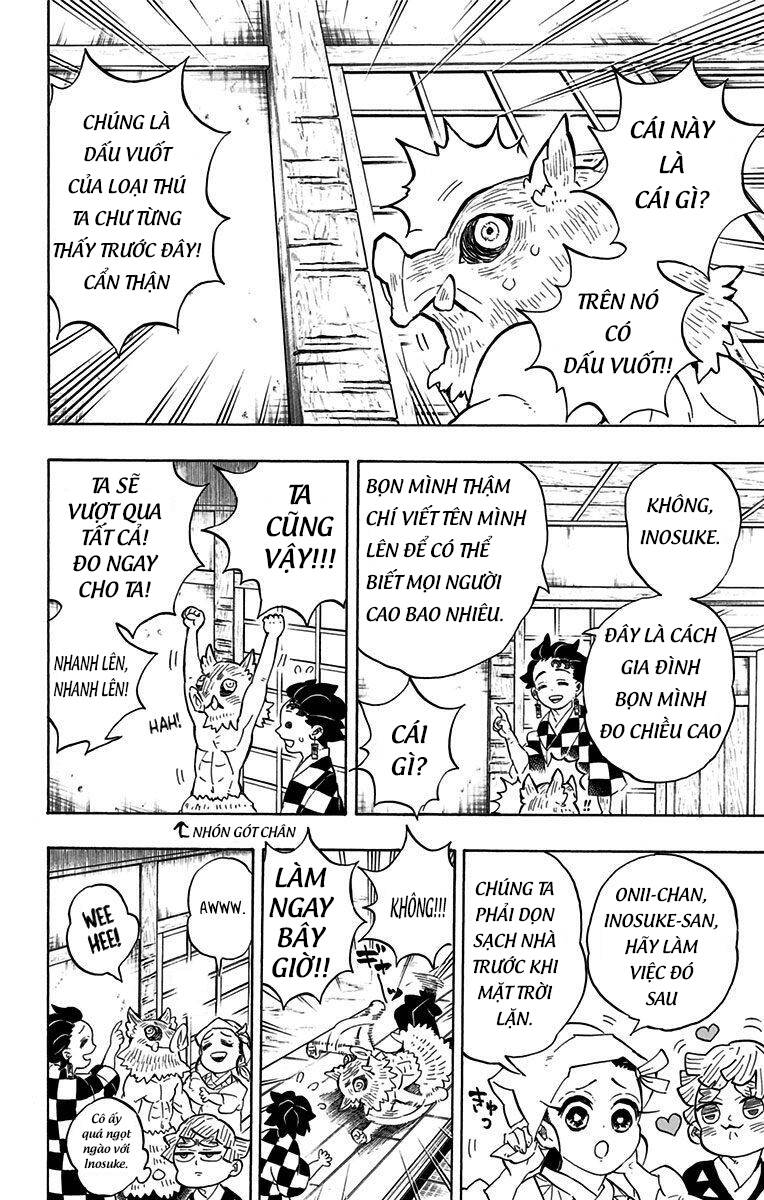 CÁI NÀY
LÀ
CÁI GÌ?
TRÊN NÓ
CÓ
DẤU VUỐT!!
CHÚNG LÀ
DẤU VUỐT
CỦA LOẠI THÚ
TA CHƯ TỪNG
THẤY TRƯỚC ĐÂY!
CẨN THẬN
KHÔNG,
INOSUKE.
ĐÂY LÀ CÁCH
GIA ĐÌNH
BỌN MÌNH
ĐO CHIỀU CAO
BỌN MÌNH THẬM
CHÍ VIẾT TÊN MÌNH
LÊN ĐỂ CÓ THỂ
BIẾT MỌI NGƯỜI
CAO BAO NHIÊU.
CÁI
GÌ?
TA
CŨNG
VẬY!!!
TA SẼ
VƯỢT QUA
TẤT CẢ!
ĐO NGAY
CHO TA!
NHANH LÊN,
NHANH LÊN!
HAH!
NHÓN GÓT CHÂN
ONII-CHAN,
INOSUKE-SAN,
HÃY LÀM
VIỆC ĐÓ
SAU
CHÚNG TA
PHẢI DỌN
SẠCH NHÀ
TRƯỚC KHI
MẶT TRỜI
LẶN.
きゅっ
KHÔNG!!!
LÀM
NGAY
BÂY
GIỜ!!
AWWW.
WEE
HEE!
Cô ấy
quá ngọt
ngào với
Inosuke.